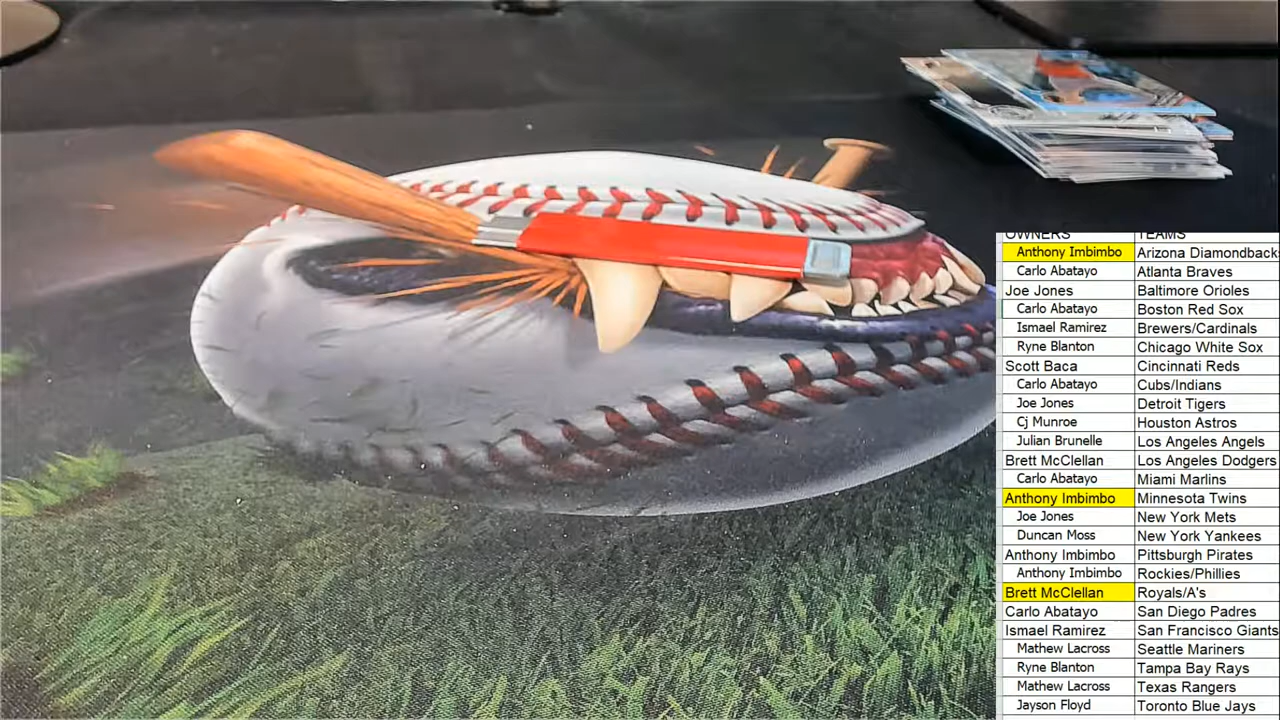 OWNERS TEAMS
Anthony Imbimbo Arizona Diamondbacks
Carlo Abatayo Atlanta Braves
Joe Jones Baltimore Orioles
Carlo Abatayo Boston Red Sox
Ismael Ramirez Brewers/Cardinals
Ryne Blanton Chicago White Sox
Scott Baca Cincinnati Reds
Carlo Abatayo Cubs/Indians
Joe Jones Detroit Tigers
Cj Munroe Houston Astros
Julian Brunelle Los Angeles Angels
Brett McClellan Los Angeles Dodgers
Carlo Abatayo Miami Marlins
Anthony Imbimbo Minnesota Twins
Joe Jones New York Mets
Duncan Moss New York Yankees
Anthony Imbimbo Pittsburgh Pirates
Anthony Imbimbo Rockies/Phillies
Brett McClellan Royals/A's
Carlo Abatayo San Diego Padres
Ismael Ramirez San Francisco Giants
Mathew Lacross Seattle Mariners
Ryne Blanton Tampa Bay Rays
Mathew Lacross Texas Rangers
Jayson Floyd Toronto Blue Jays